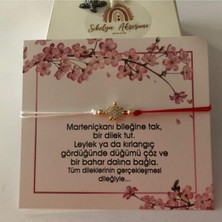 Şehstyn Aksesuar
Marteniçkanı bileğine tak,
bir dilek tut.
Leylek ya da kırlangıç
gördüğünde düğümü çöz ve
bir bahar dalına bağla.
Tüm dileklerinin gerçekleşmesi
dileğiyle...